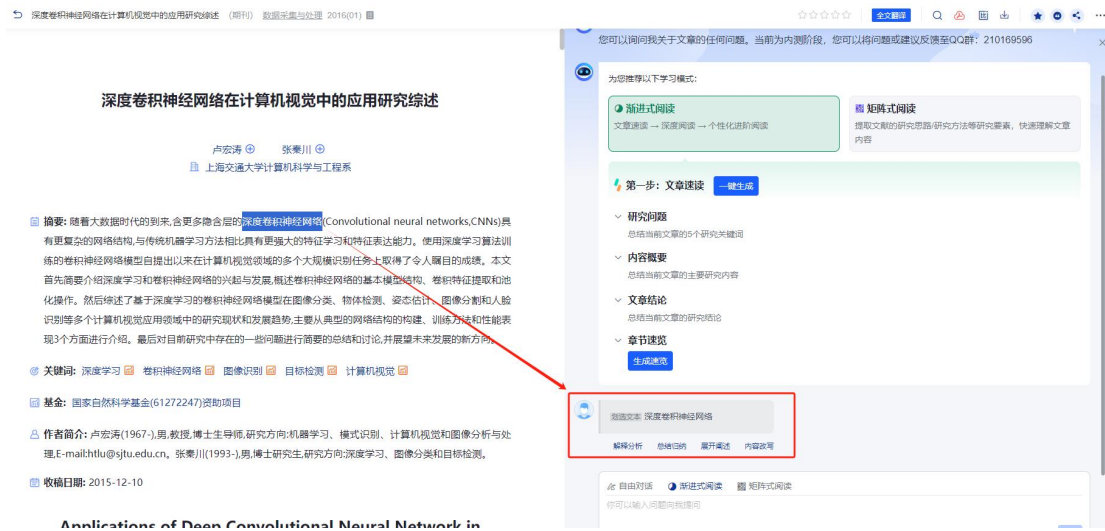 深度卷积神经网络在计算机视觉中的应用研究综述 (期刊) 数据采集与处理 2016(01)
全文翻译
深度卷积神经网络在计算机视觉中的应用研究综述
卢宏涛 张秦川
上海交通大学计算机科学与工程系
摘要: 随着大数据时代的到来,含更多隐含层的深度卷积神经网络(Convolutional neural networks,CNNs)具
有更复杂的网络结构,与传统机器学习方法相比具有更强大的特征学习和特征表达能力。使用深度学习算法训
练的卷积神经网络模型自提出以来在计算机视觉领域的多个大规模识别任务上取得了令人瞩目的成绩。本文
首先简要介绍深度学习和卷积神经网络的兴起与发展,概述卷积神经网络的基本模型结构、卷积特征提取和池
化操作。然后综述了基于深度学习的卷积神经网络模型在图像分类、物体检测、姿态估计、图像分割和人脸
识别等多个计算机视觉应用领域中的研究现状和发展趋势,主要从典型的网络结构的构建、训练方法和性能表
现3个方面进行介绍。最后对目前研究中存在的一些问题进行简要的总结和讨论,并展望未来发展的新方向。
关键词: 深度学习 卷积神经网络 图像识别 目标检测 计算机视觉
基金: 国家自然科学基金(61272247)资助项目
作者简介: 卢宏涛(1967-),男,教授,博士生导师,研究方向:机器学习、模式识别、计算机视觉和图像分析与处
理,E-mail:htlu@sjtu.edu.cn。张秦川(1993-),男,博士研究生,研究方向:深度学习、图像分类和目标检测。
收稿日期: 2015-12-10
Applications of Deep Convolutional Neural Network in
您可以询问我关于文章的任何问题。当前为内测阶段，您可以将问题或建议反馈至QQ群：210169596
为您推荐以下学习模式：
渐进式阅读
文章速读 → 深度阅读 → 个性化进阶阅读
矩阵式阅读
提取文献的研究思路/研究方法等研究要素，快速理解文章
内容
第一步：文章速读 一键生成
研究问题
总结当前文章的5个研究关键词
内容概要
总结当前文章的主要研究内容
文章结论
总结当前文章的研究结论
章节速览
生成速览
划选文本 深度卷积神经网络
解释分析 总结归纳 展开阐述 内容改写
自由对话 渐进式阅读 矩阵式阅读
你可以输入问题向我提问